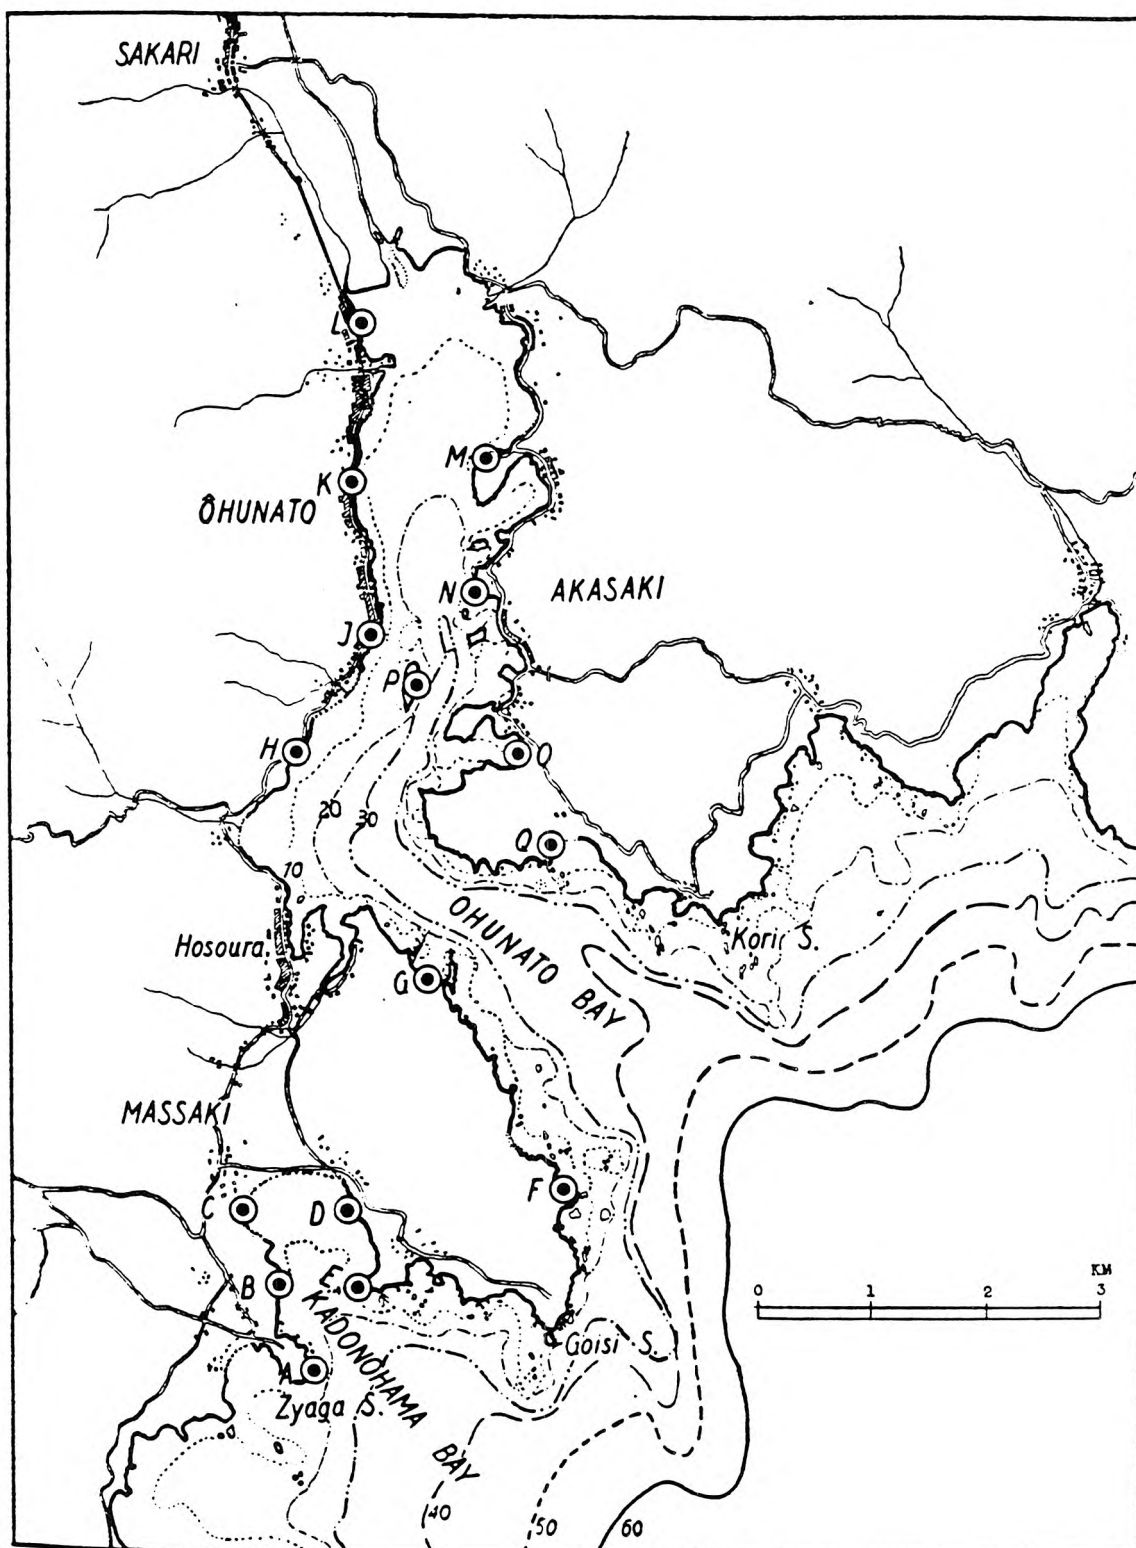 SAKARI
L
M
K
ÔHUNATO
N
AKASAKI
J
P
H
O
20
30
Q
10
OHUNATO BAY
Hosoura
Kori S.
G
MASSAKI
F
C
D
KM
B
E
0 1 2 3
KADONOHAMA BAY
Goisi S.
A
Zyaga S.
40
50
60